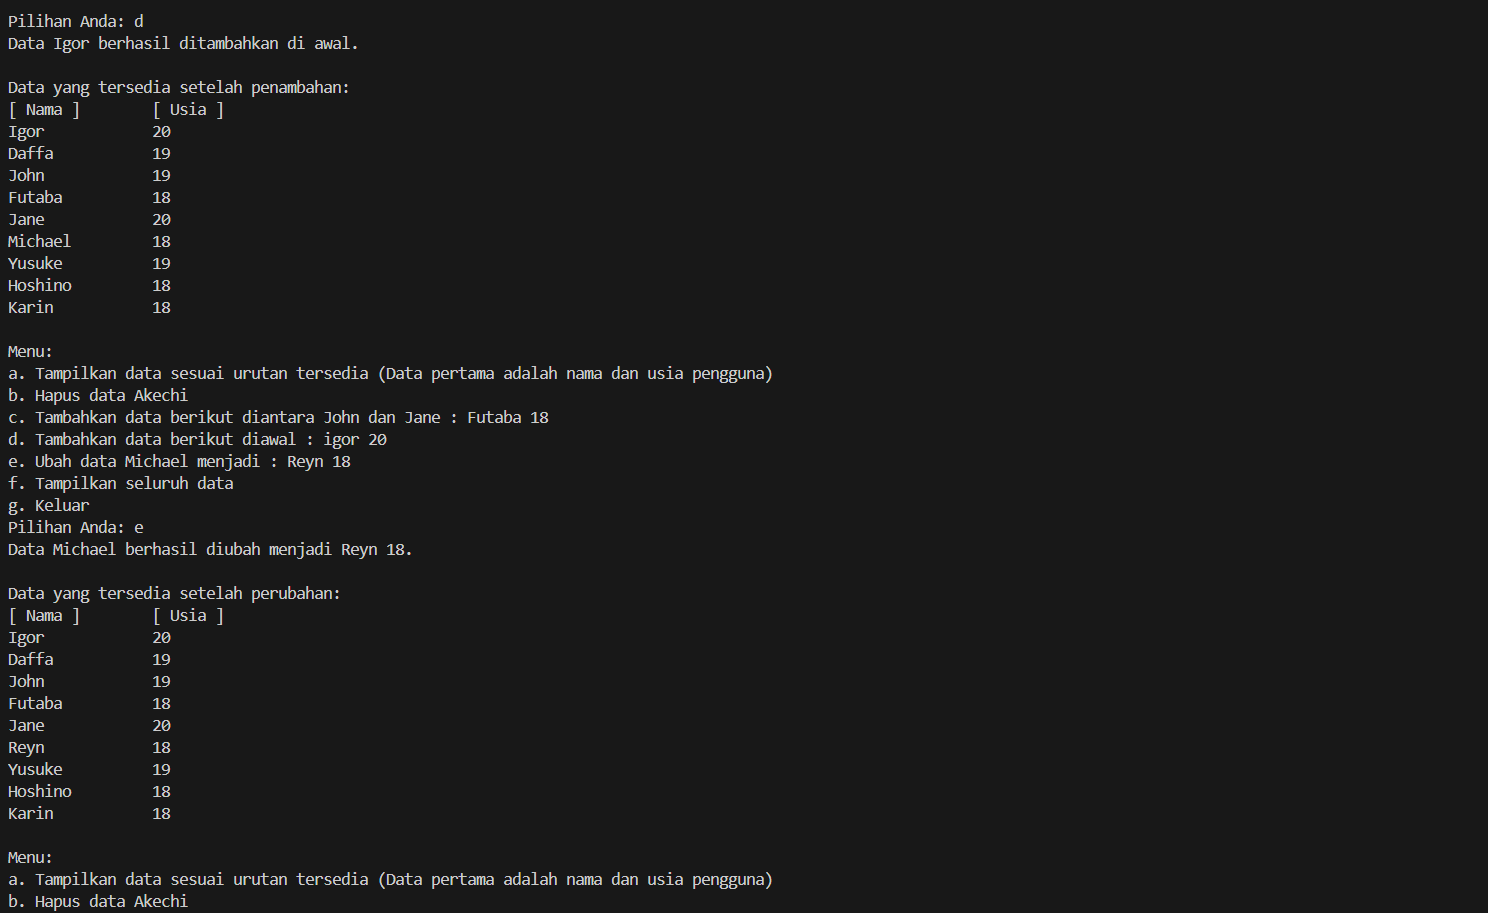 Pilihan Anda: d
Data Igor berhasil ditambahkan di awal.
Data yang tersedia setelah penambahan:
[ Nama ] [ Usia ]
Igor 20
Daffa 19
John 19
Futaba 18
Jane 20
Michael 18
Yusuke 19
Hoshino 18
Karin 18
Menu:
a. Tampilkan data sesuai urutan tersedia (Data pertama adalah nama dan usia pengguna)
b. Hapus data Akechi
c. Tambahkan data berikut diantara John dan Jane : Futaba 18
d. Tambahkan data berikut diawal : igor 20
e. Ubah data Michael menjadi : Reyn 18
f. Tampilkan seluruh data
g. Keluar
Pilihan Anda: e
Data Michael berhasil diubah menjadi Reyn 18.
Data yang tersedia setelah perubahan:
[ Nama ] [ Usia ]
Igor 20
Daffa 19
John 19
Futaba 18
Jane 20
Reyn 18
Yusuke 19
Hoshino 18
Karin 18
Menu:
a. Tampilkan data sesuai urutan tersedia (Data pertama adalah nama dan usia pengguna)
b. Hapus data Akechi